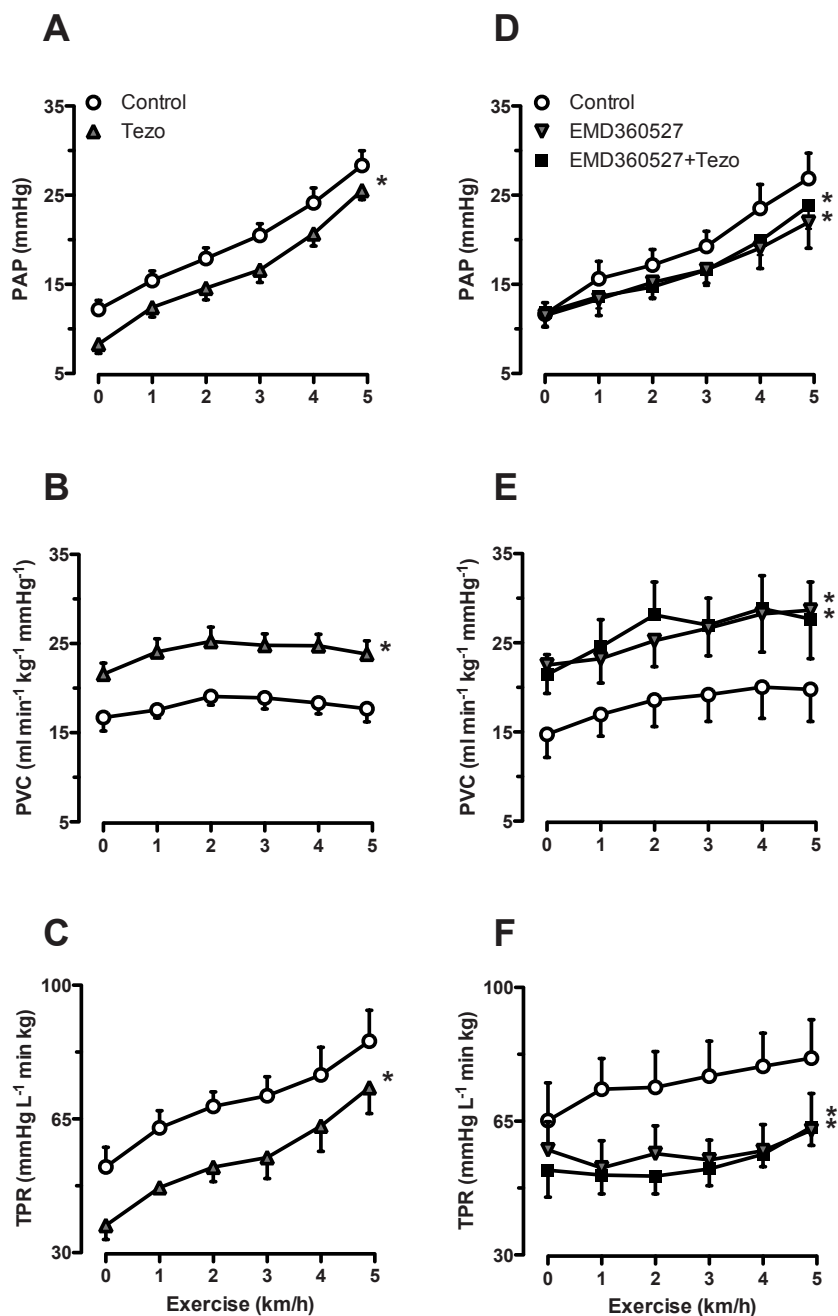 A
Control
Tezo
35
25
15
5
PAP (mmHg)
*
0 1 2 3 4 5
D
Control
EMD360527
EMD360527+Tezo
35
25
15
5
PAP (mmHg)
*
*
0 1 2 3 4 5
B
35
25
15
5
PVC (ml min⁻¹ kg⁻¹ mmHg⁻¹)
*
0 1 2 3 4 5
E
35
25
15
5
PVC (ml min⁻¹ kg⁻¹ mmHg⁻¹)
*
*
0 1 2 3 4 5
C
100
65
30
TPR (mmHg L⁻¹ min kg)
*
0 1 2 3 4 5
Exercise (km/h)
F
100
65
30
TPR (mmHg L⁻¹ min kg)
*
*
0 1 2 3 4 5
Exercise (km/h)